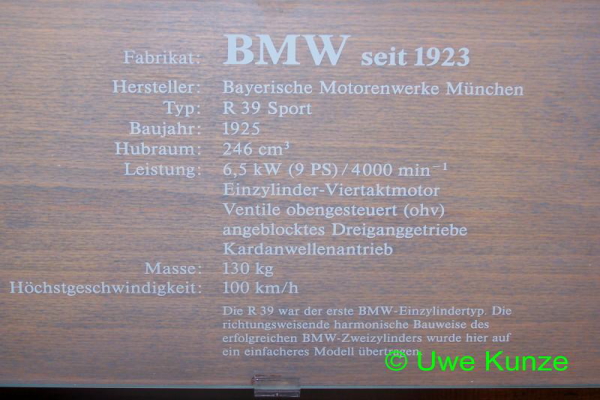 Fabrikat: BMW seit 1923
Hersteller: Bayerische Motorenwerke München
Typ: R 39 Sport
Baujahr: 1925
Hubraum: 246 cm³
Leistung: 6,5 kW (9 PS)/4000 min⁻¹
Einzylinder-Viertaktmotor
Ventile obengesteuert (ohv)
angeblocktes Dreiganggetriebe
Kardanwellenantrieb
Masse: 130 kg
Höchstgeschwindigkeit: 100 km/h
Die R 39 war der erste BMW-Einzylindertyp. Die
richtungsweisende harmonische Bauweise des
erfolgreichen BMW-Zweizylinders wurde hier auf
ein einfacheres Modell übertragen.
© Uwe Kunze